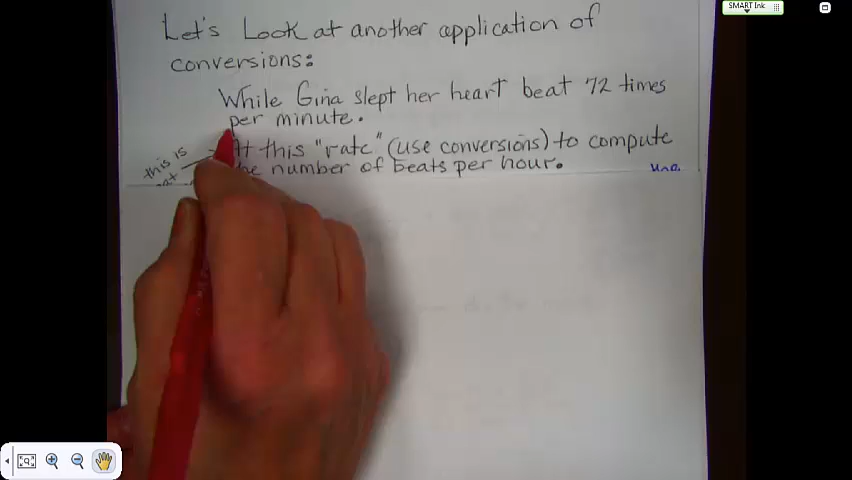 SMART Ink
Let's Look at another application of
conversions:
While Gina slept her heart beat 72 times
per minute.
At this "rate" (use conversions) to compute
number of beats per hour.
this is